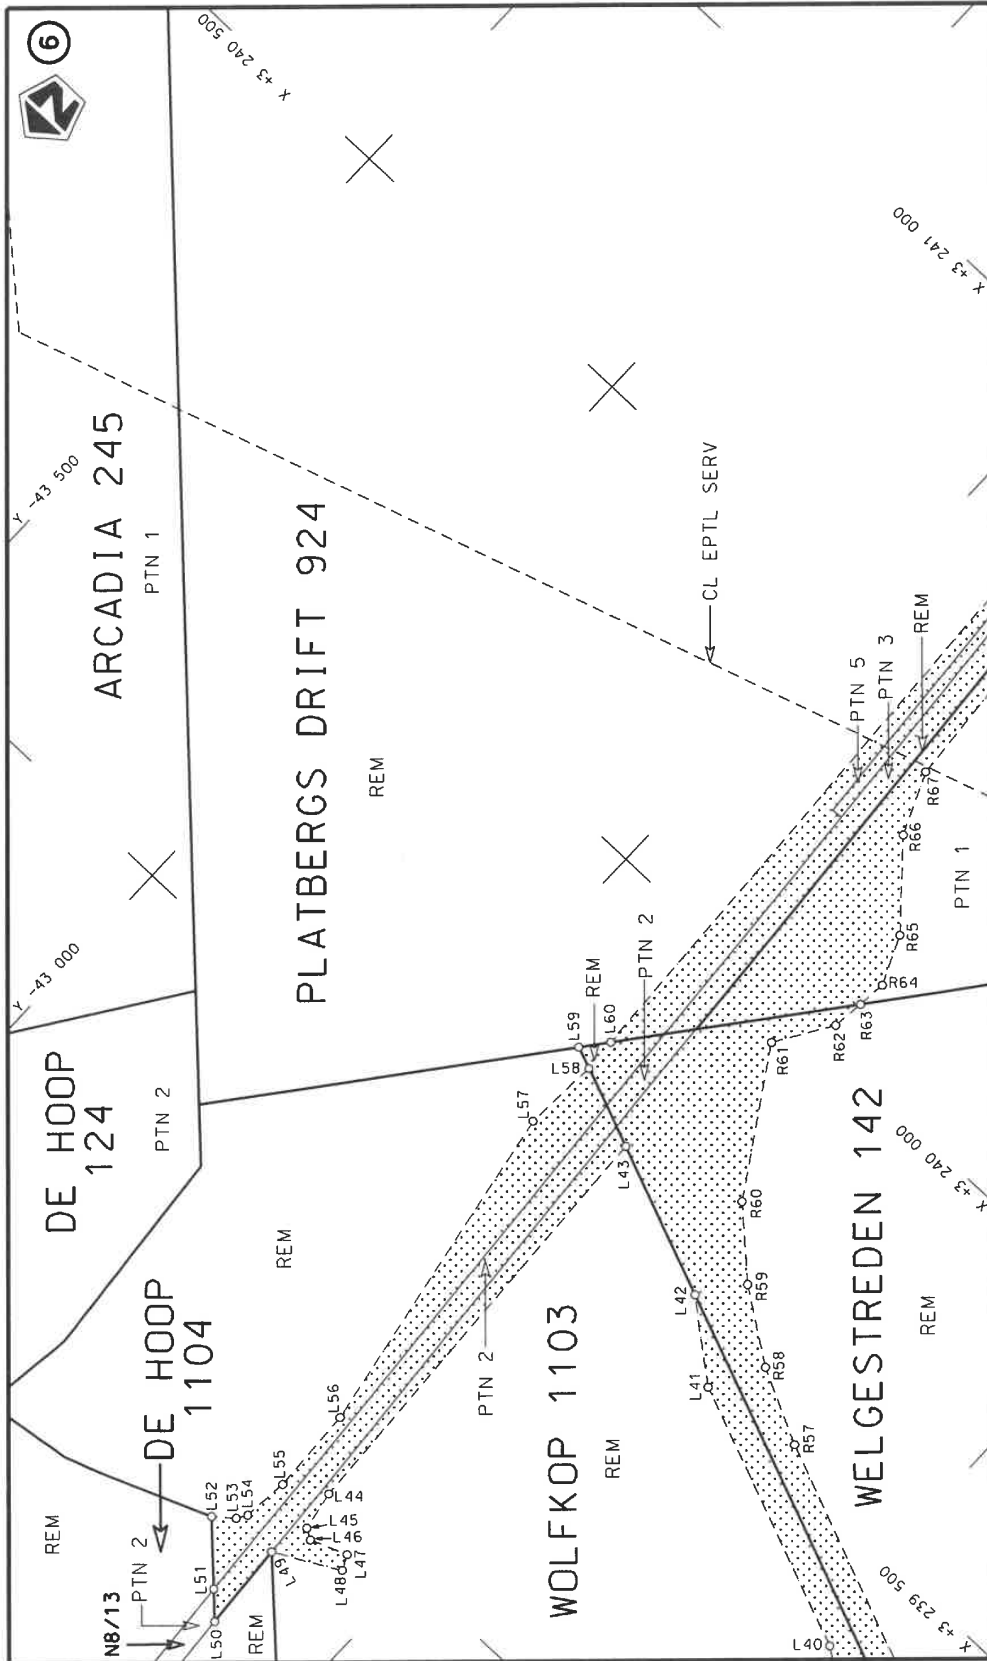 6
X +3 240 500
X +3 241 000
Y -43 500
ARCADIA 245
PTN 1
PLATBERGS DRIFT 924
REM
CL EPTL SERV
PTN 5
PTN 3
REM
R67
R66
R65
PTN 1
R64
R63
R62
R61
Y -43 000
DE HOOP
124
PTN 2
REM
L59
L60
L58
REM
PTN 2
L57
L43
R60
R59
R58
R57
L42
L41
L40
WELGESTREDEN 142
REM
X +3 240 000
X +3 239 500
DE HOOP
1104
REM
PTN 2
N8/13
L52
L53
L54
L55
L56
L51
L50
L49
L44
L45
L46
L47
L48
REM
PTN 2
WOLFKOP 1103
REM